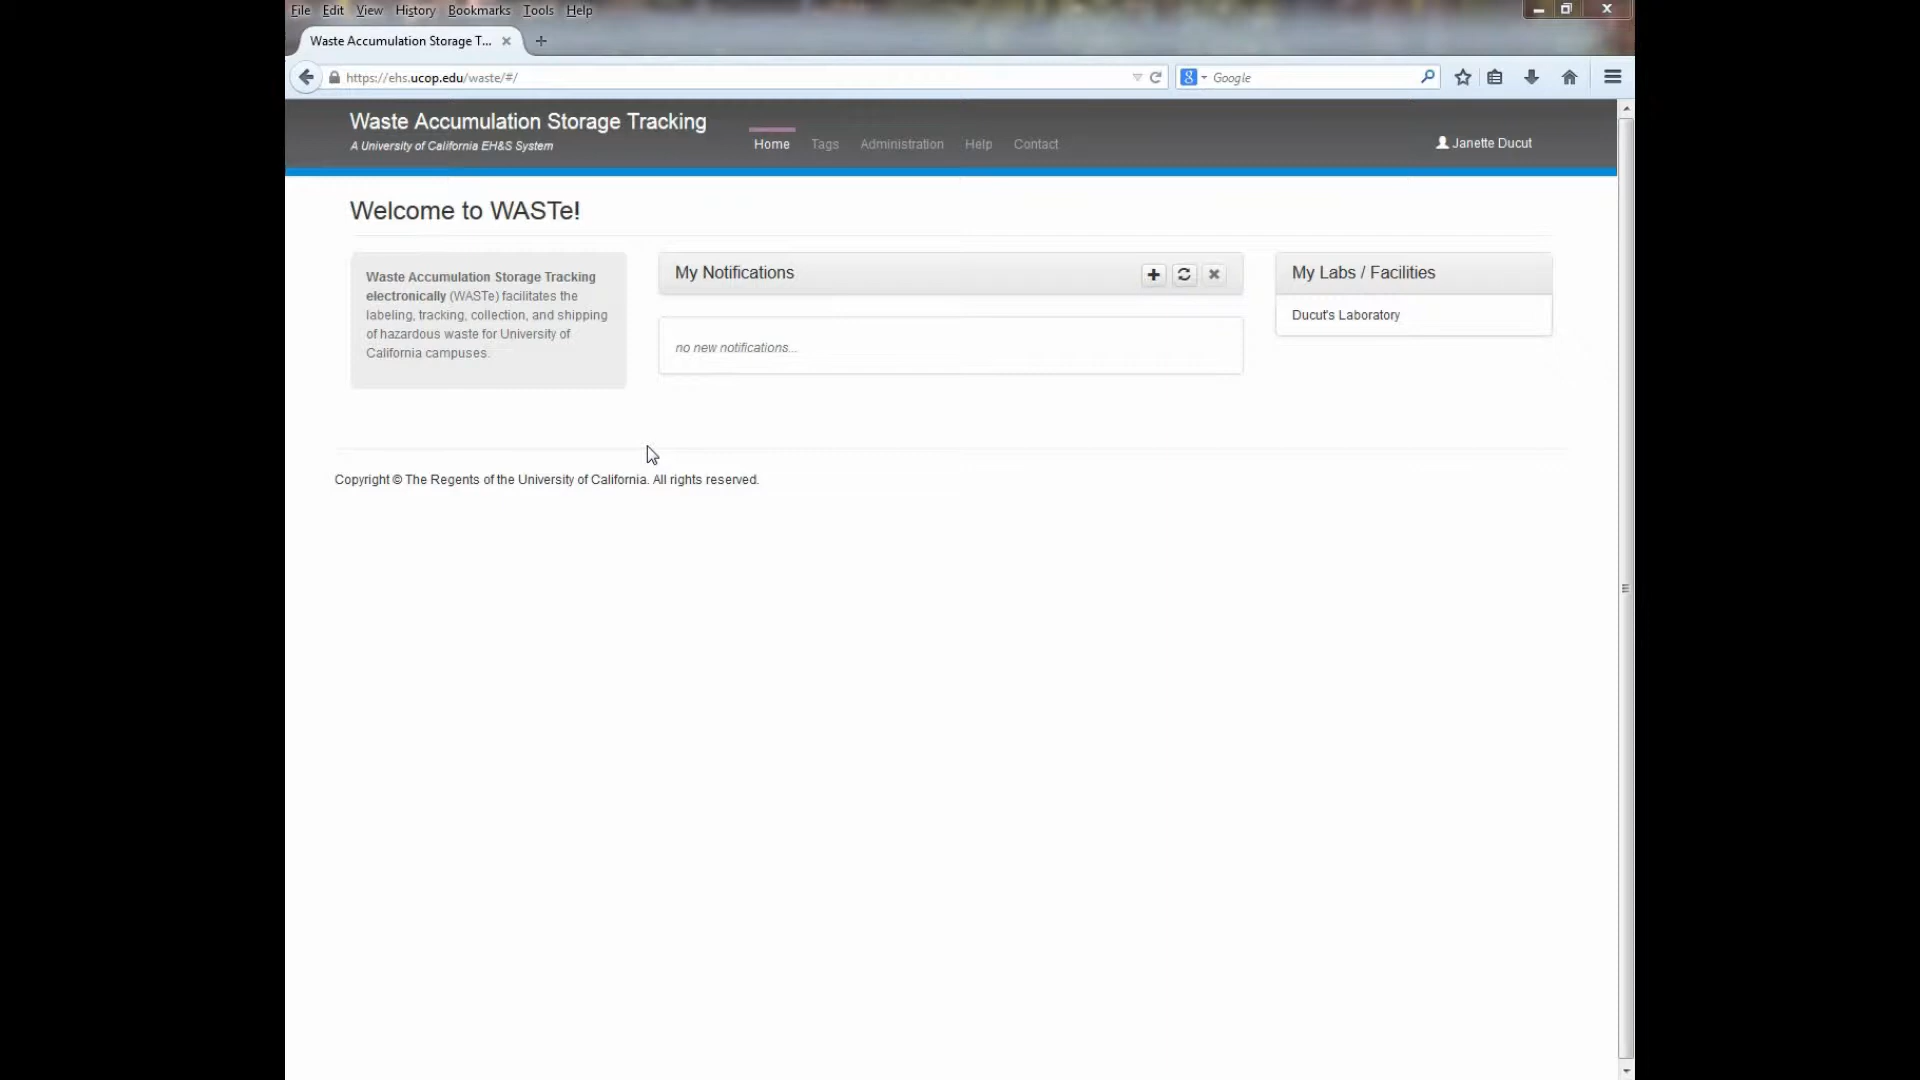 File Edit View History Bookmarks Tools Help
Waste Accumulation Storage T...
https://ehs.ucop.edu/waste/#/
Google
Waste Accumulation Storage Tracking
A University of California EH&S System
Home Tags Administration Help Contact
Janette Ducut
Welcome to WASTe!
Waste Accumulation Storage Tracking
electronically (WASTe) facilitates the
labeling, tracking, collection, and shipping
of hazardous waste for University of
California campuses.
My Notifications
no new notifications...
My Labs / Facilities
Ducut's Laboratory
Copyright © The Regents of the University of California. All rights reserved.